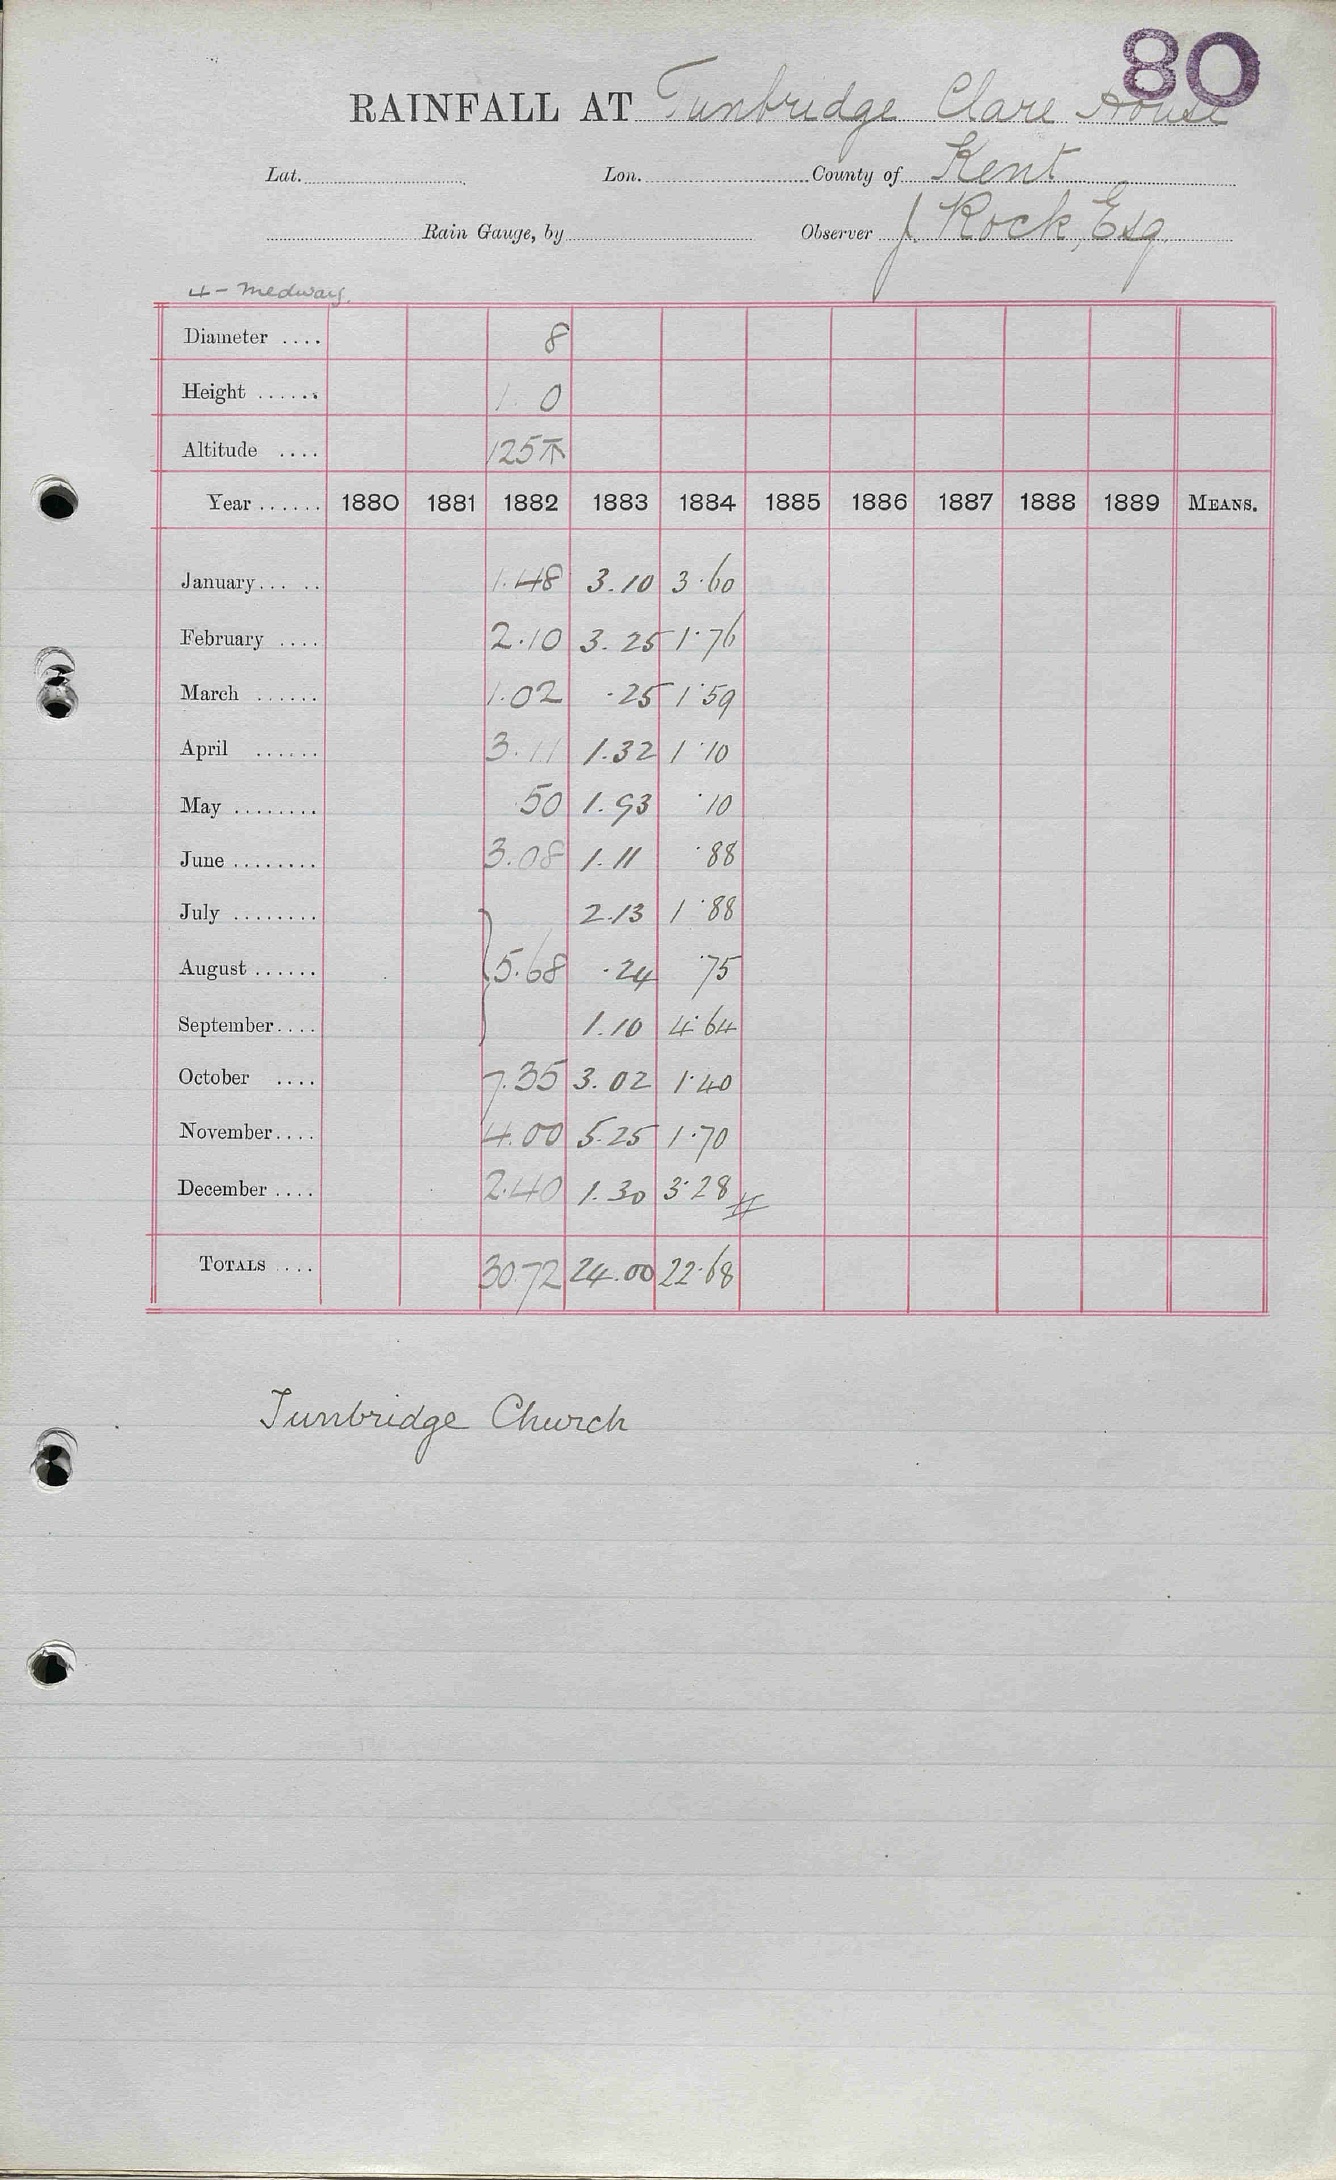 80
RAINFALL AT Tunbridge Clare House
Lat. Lon. County of Kent
Rain Gauge, by Observer J. Rock, Esq
4 - Medway.
Diameter .... 8
Height ...... 1. 0
Altitude .... 125
Year ...... 1880 1881 1882 1883 1884 1885 1886 1887 1888 1889 MEANS.
January... .. 1.48 3.10 3.60
February .... 2.10 3.25 1.76
March ...... 1.02 .25 1.59
April ...... 3.11 1.32 1.10
May ........ .50 1.93 .10
June ........ 3.08 1.11 .88
July ........ 2.13 1.88
August ...... 5.68 .24 .75
September.... 1.10 4.64
October .... 7.35 3.02 1.40
November.... 4.00 5.25 1.70
December .... 2.40 1.30 3.28
TOTALS .... 30.72 24.00 22.68
Tunbridge Church